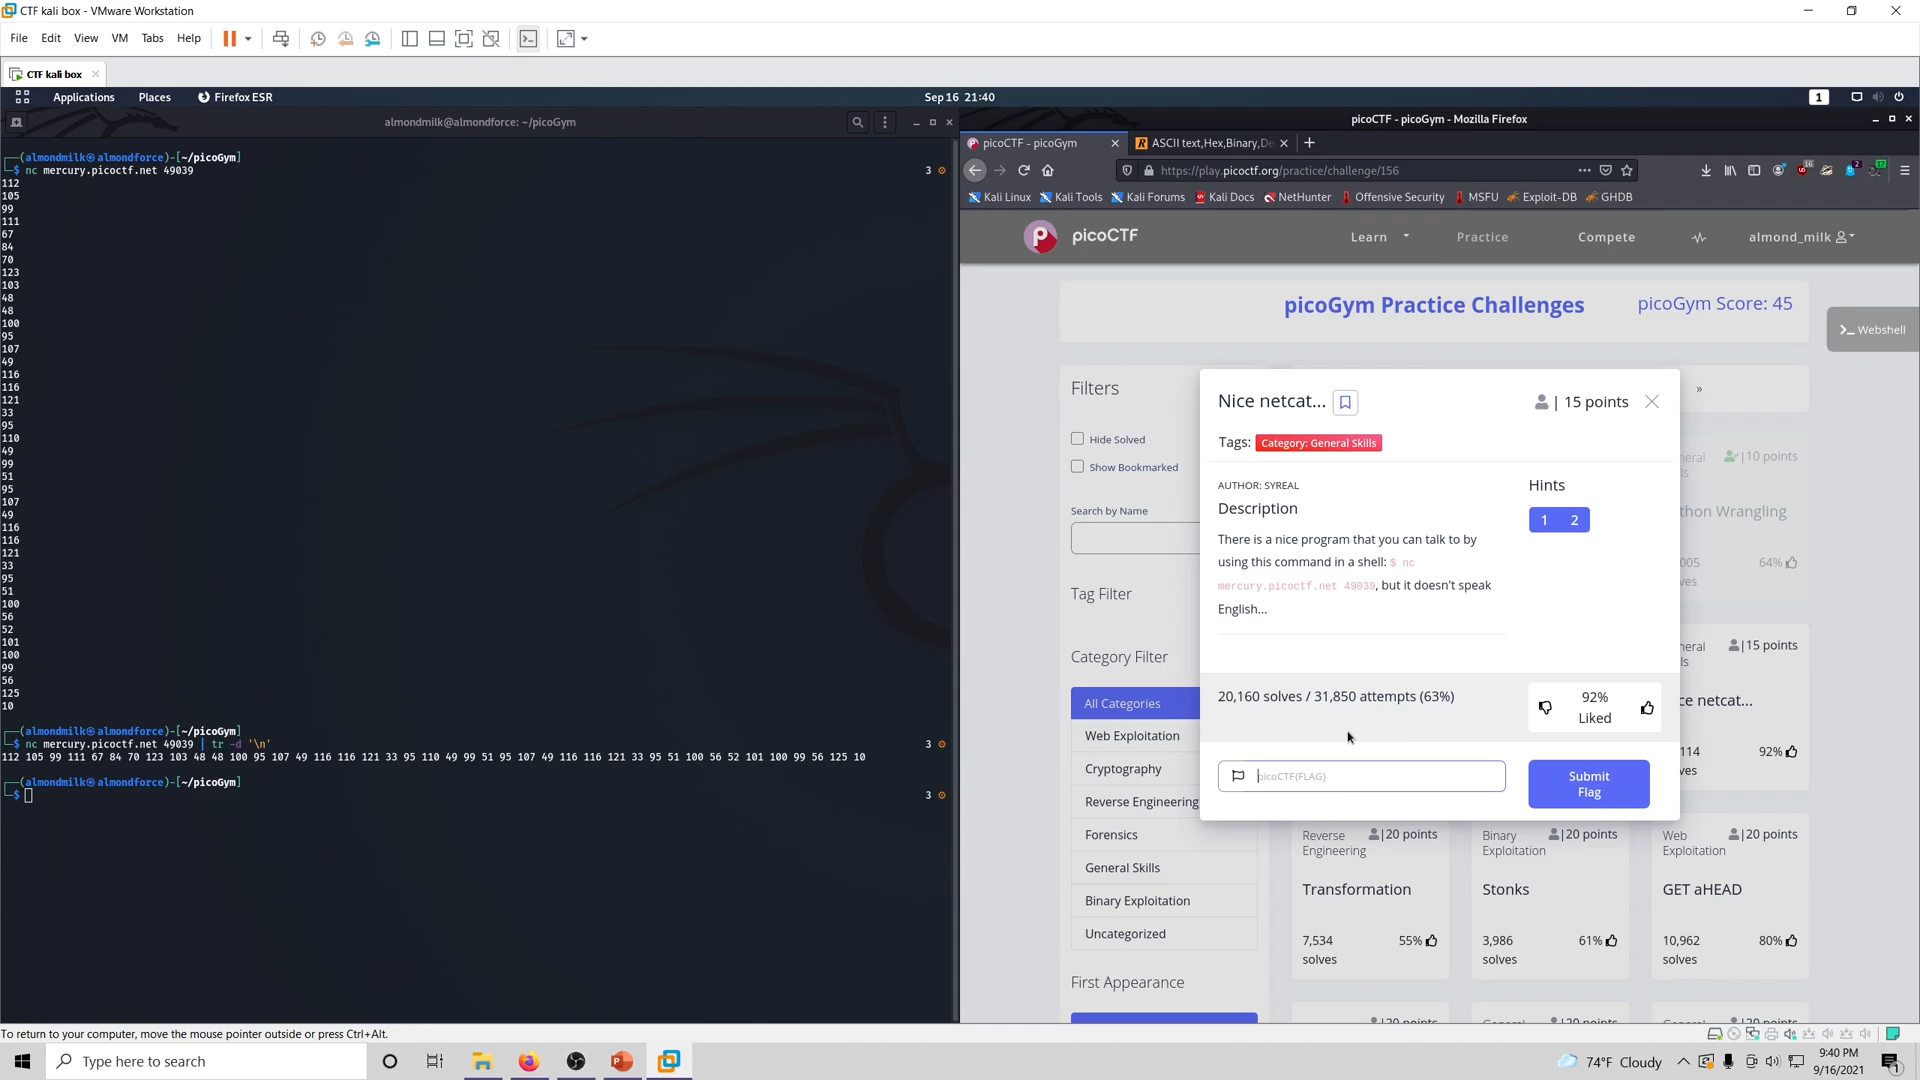 CTF kali box - VMware Workstation
File Edit View VM Tabs Help
CTF kali box
Applications Places Firefox ESR Sep 16 21:40 1
almondmilk@almondforce: ~/picoGym
┌──(almondmilk㉿almondforce)-[~/picoGym]
└─$ nc mercury.picoctf.net 49039 3
112
105
99
111
67
84
70
123
103
48
48
100
95
107
49
116
116
121
33
95
110
49
99
51
95
107
49
116
116
121
33
95
51
100
56
52
101
100
99
56
125
10
┌──(almondmilk㉿almondforce)-[~/picoGym]
└─$ nc mercury.picoctf.net 49039 | tr -d '\n' 3
112 105 99 111 67 84 70 123 103 48 48 100 95 107 49 116 116 121 33 95 110 49 99 51 95 107 49 116 116 121 33 95 51 100 56 52 101 100 99 56 125 10
┌──(almondmilk㉿almondforce)-[~/picoGym]
└─$ 3
picoCTF - picoGym - Mozilla Firefox
picoCTF - picoGym
ASCII text,Hex,Binary,De
https://play.picoctf.org/practice/challenge/156
Kali Linux Kali Tools Kali Forums Kali Docs NetHunter Offensive Security MSFU Exploit-DB GHDB
picoCTF Learn Practice Compete almond_milk
picoGym Practice Challenges picoGym Score: 45
Webshell
Filters
Hide Solved
Show Bookmarked
Search by Name
Tag Filter
Category Filter
All Categories
Web Exploitation
Cryptography
Reverse Engineering
Forensics
General Skills
Binary Exploitation
Uncategorized
First Appearance
Nice netcat... | 15 points
Tags: Category: General Skills
AUTHOR: SYREAL
Description
There is a nice program that you can talk to by
using this command in a shell: $ nc
mercury.picoctf.net 49039, but it doesn't speak
English...
Hints
1 2
20,160 solves / 31,850 attempts (63%)
92%
Liked
picoCTF{FLAG}
Submit
Flag
»
|10 points
thon Wrangling
64%
|15 points
92%
Reverse
Engineering
|20 points
Transformation
7,534
solves
55%
Binary
Exploitation
|20 points
Stonks
3,986
solves
61%
Web
Exploitation
|20 points
GET aHEAD
10,962
solves
80%
To return to your computer, move the mouse pointer outside or press Ctrl+Alt.
Type here to search
74°F Cloudy
9:40 PM
9/16/2021